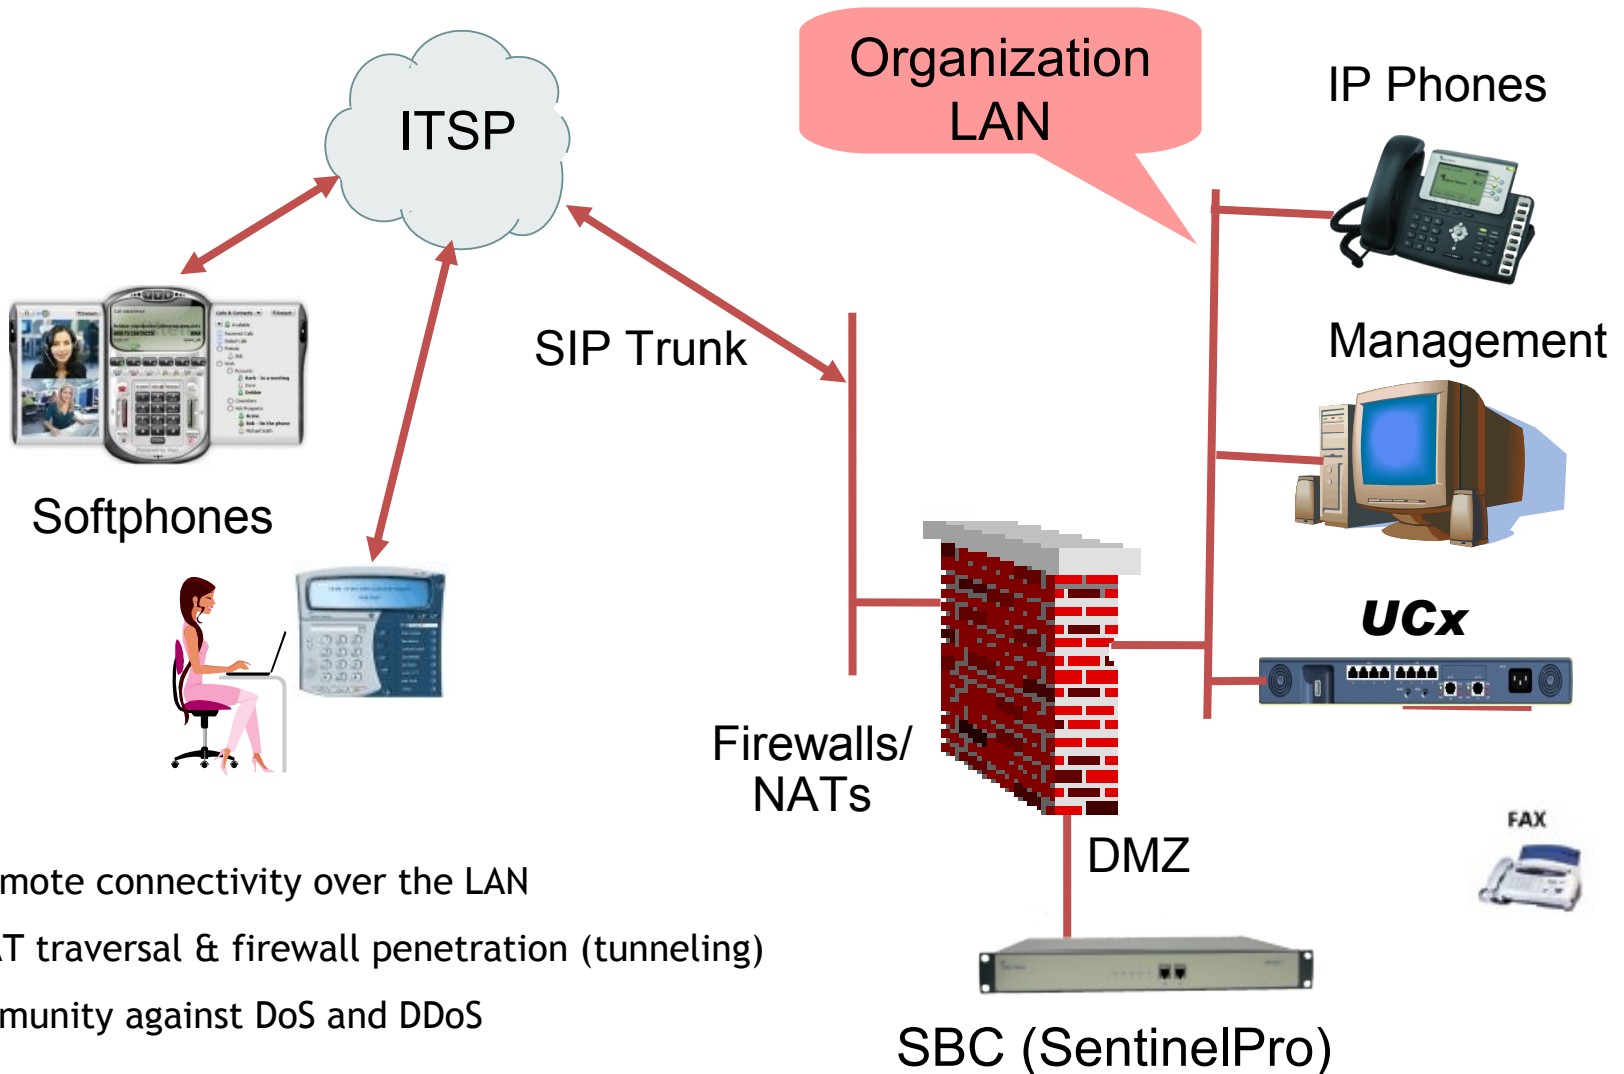 Organization
LAN
IP Phones
ITSP
Management
SIP Trunk
Softphones
UCx
Firewalls/
NATs
FAX
DMZ
mote connectivity over the LAN
AT traversal & firewall penetration (tunneling)
munity against DoS and DDoS
SBC (SentinelPro)